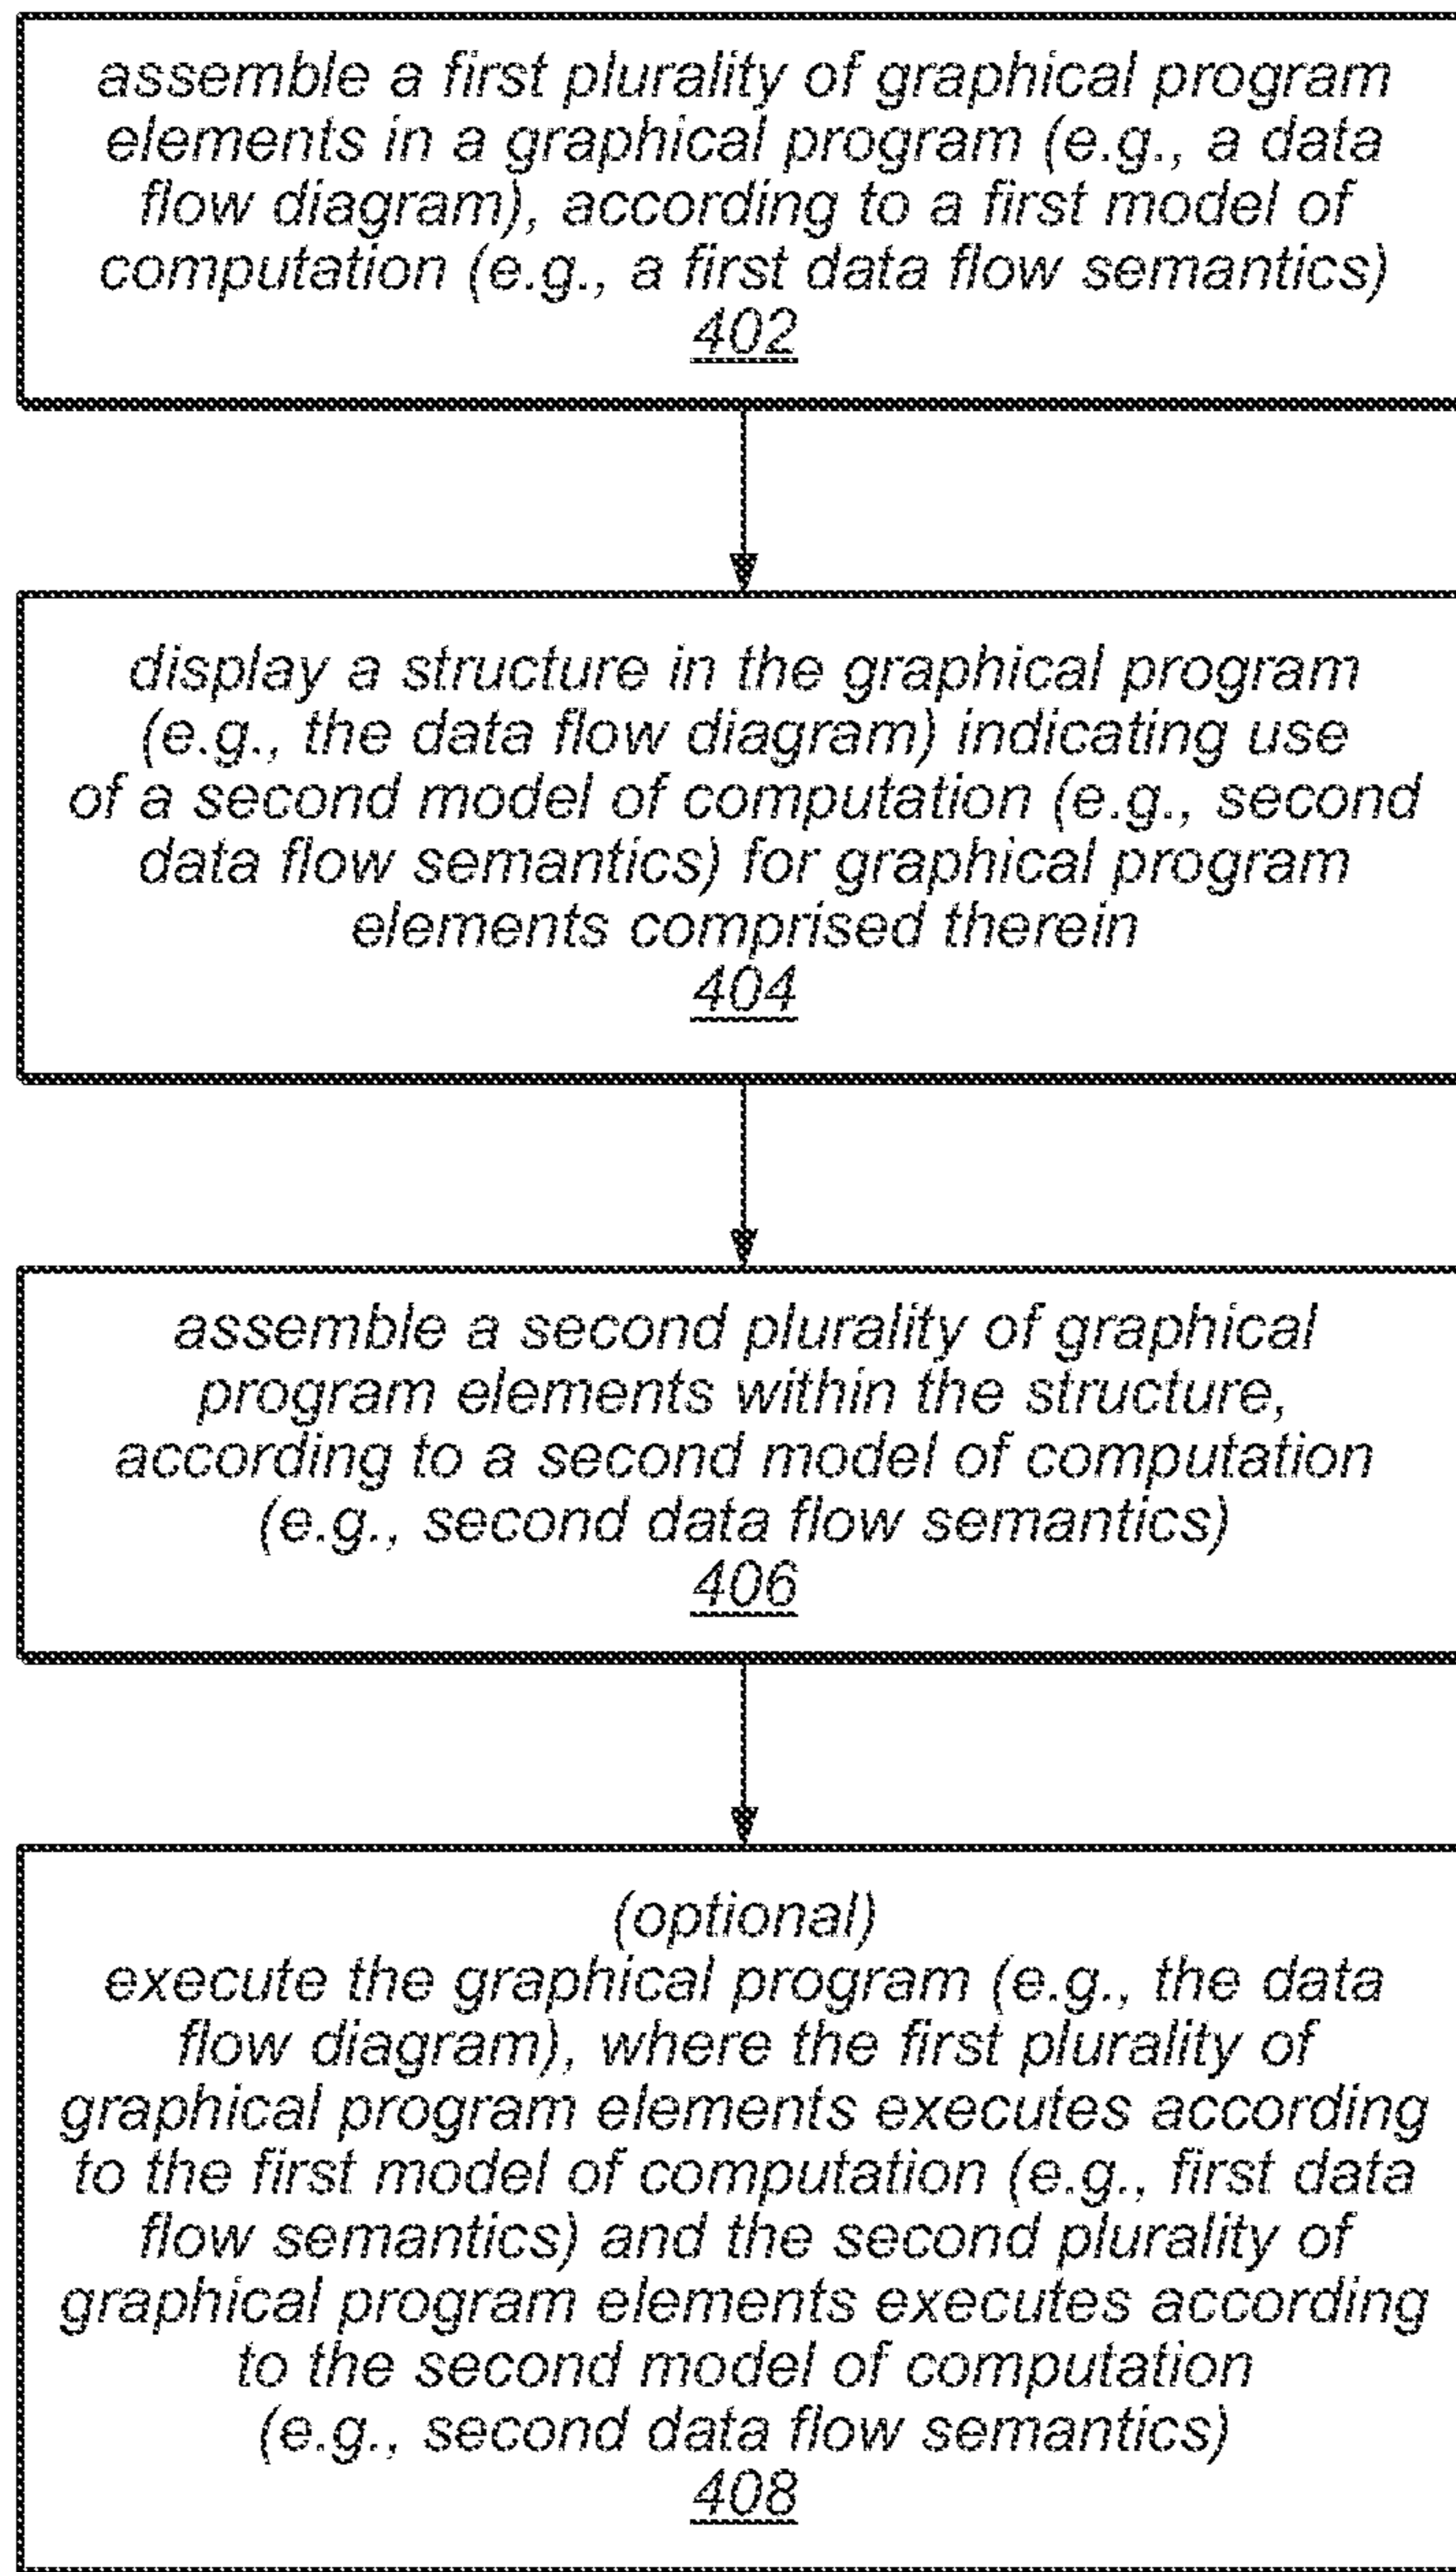 assemble a first plurality of graphical program
elements in a graphical program (e.g., a data
flow diagram), according to a first model of
computation (e.g., a first data flow semantics)
402
display a structure in the graphical program
(e.g., the data flow diagram) indicating use
of a second model of computation (e.g., second
data flow semantics) for graphical program
elements comprised therein
404
assemble a second plurality of graphical
program elements within the structure,
according to a second model of computation
(e.g., second data flow semantics)
406
(optional)
execute the graphical program (e.g., the data
flow diagram), where the first plurality of
graphical program elements executes according
to the first model of computation (e.g., first data
flow semantics) and the second plurality of
graphical program elements executes according
to the second model of computation
(e.g., second data flow semantics)
408